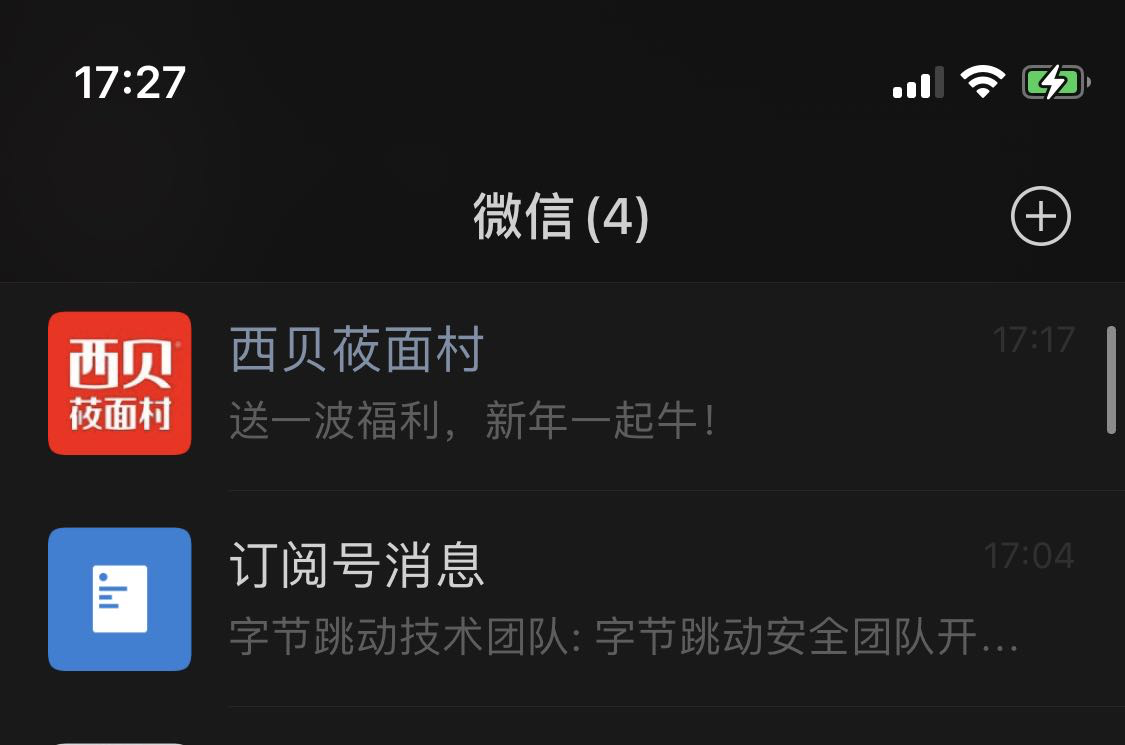 17:27
微信(4)
西贝
莜面村
西贝莜面村
17:17
送一波福利，新年一起牛！
订阅号消息
17:04
字节跳动技术团队: 字节跳动安全团队开...